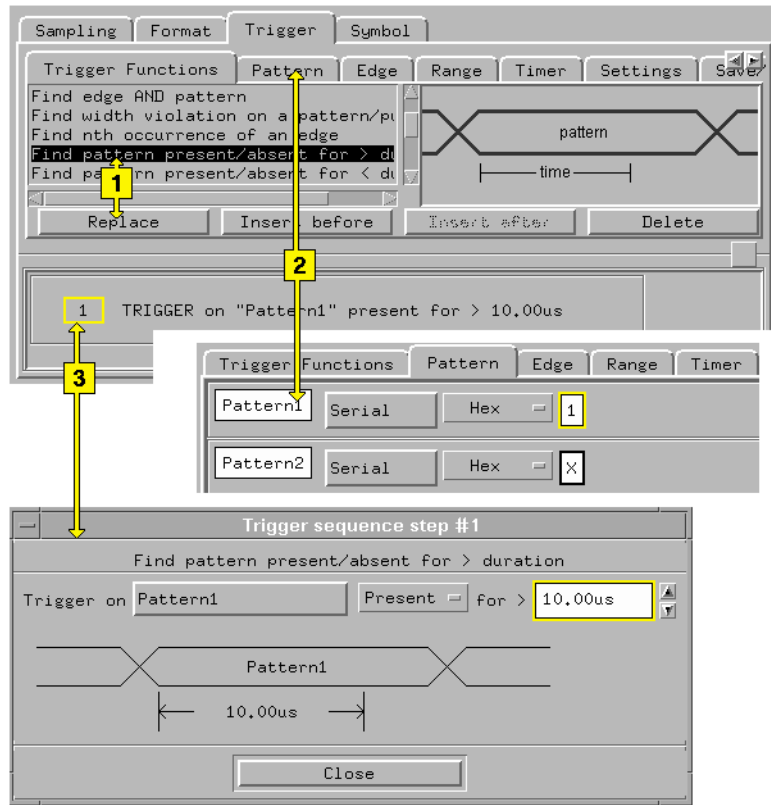 Sampling Format Trigger Symbol
Trigger Functions Pattern Edge Range Timer Settings Save/
Find edge AND pattern
Find width violation on a pattern/pu
Find nth occurrence of an edge
Find pattern present/absent for > du
Find pattern present/absent for < du
pattern
time
1
Replace Insert before Insert after Delete
2
1 TRIGGER on "Pattern1" present for > 10.00us
3
Trigger Functions Pattern Edge Range Timer
Pattern1 Serial Hex 1
Pattern2 Serial Hex X
Trigger sequence step #1
Find pattern present/absent for > duration
Trigger on Pattern1 Present for > 10.00us
Pattern1
10.00us
Close